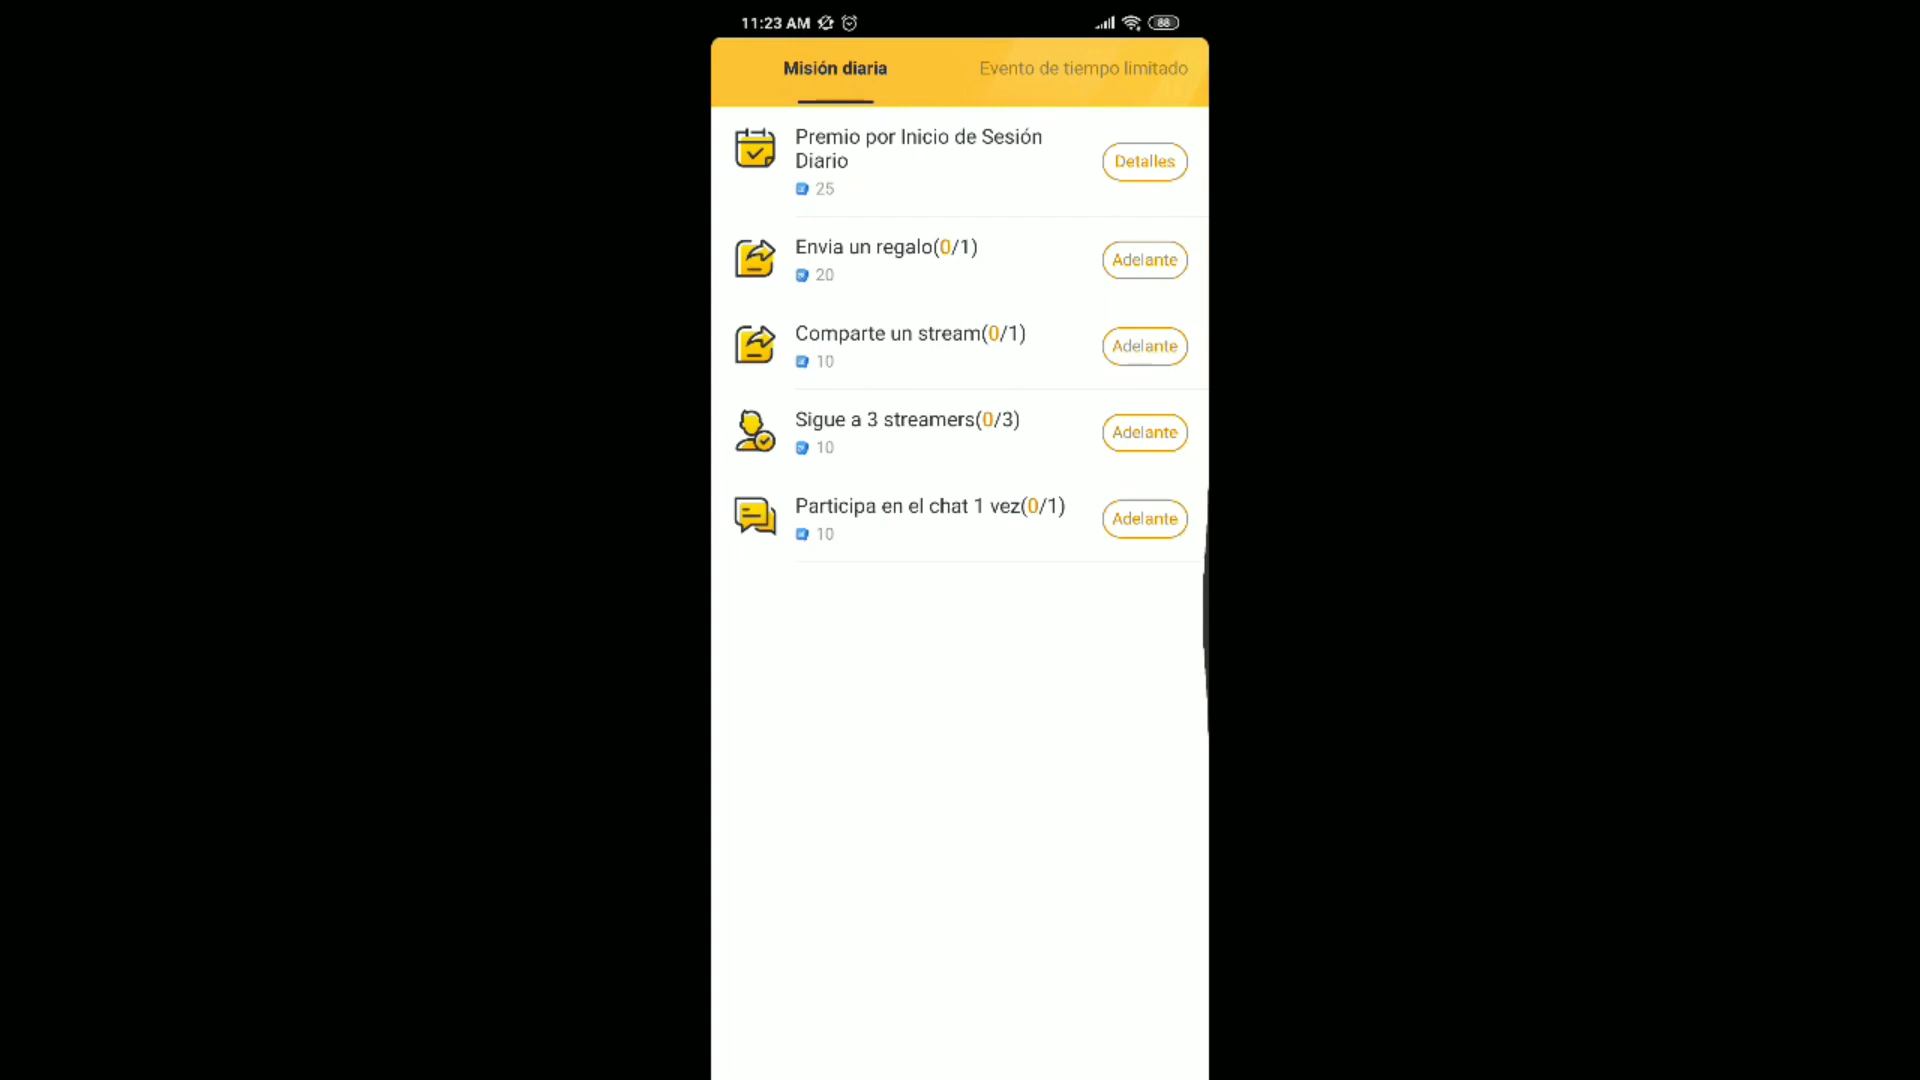 11:23 AM
88
Misión diaria
Evento de tiempo limitado
Premio por Inicio de Sesión
Diario
Detalles
25
Envia un regalo(0/1)
Adelante
20
Comparte un stream(0/1)
Adelante
10
Sigue a 3 streamers(0/3)
Adelante
10
Participa en el chat 1 vez(0/1)
Adelante
10